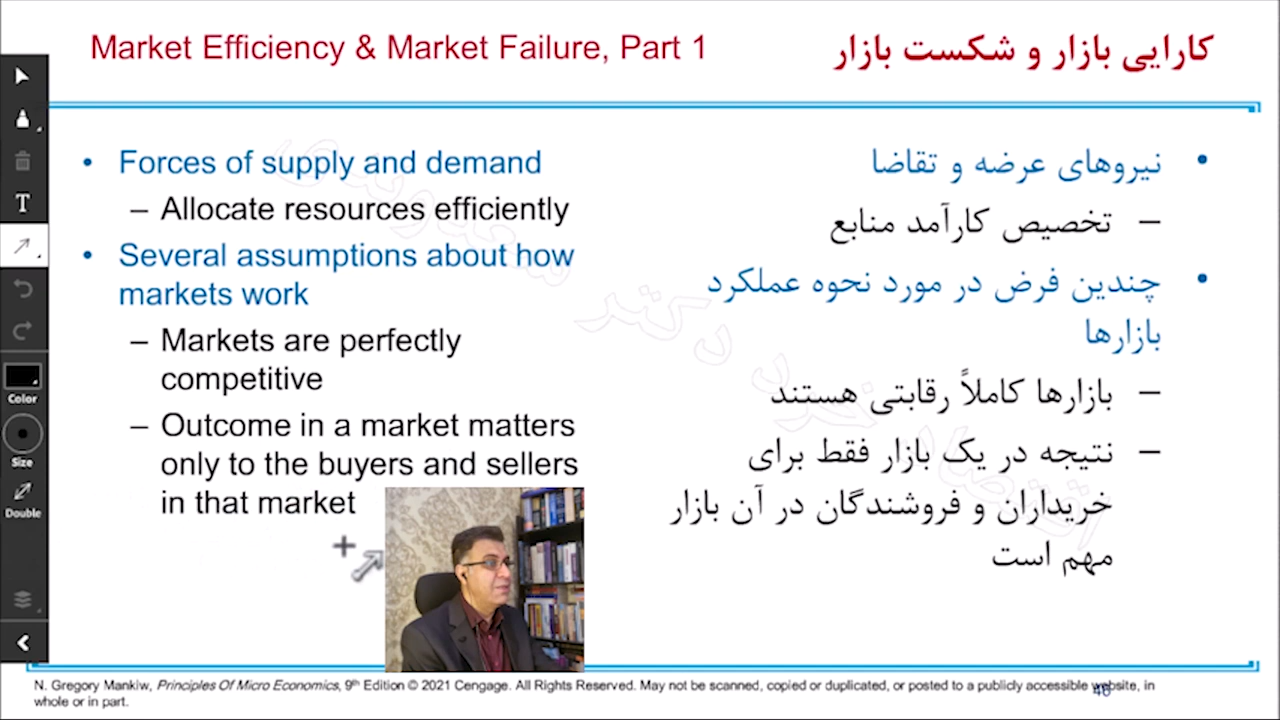 Market Efficiency & Market Failure, Part 1
کارایی بازار و شکست بازار
• Forces of supply and demand
– Allocate resources efficiently
• Several assumptions about how
markets work
– Markets are perfectly
competitive
– Outcome in a market matters
only to the buyers and sellers
in that market
• نیروهای عرضه و تقاضا
– تخصیص کارآمد منابع
• چندین فرض در مورد نحوه عملکرد
بازارها
– بازارها کاملاً رقابتی هستند
– نتیجه در یک بازار فقط برای
خریداران و فروشندگان در آن بازار
مهم است
T
Color
Size
Double
N. Gregory Mankiw, Principles Of Micro Economics, 9th Edition © 2021 Cengage. All Rights Reserved. May not be scanned, copied or duplicated, or posted to a publicly accessible website, in
whole or in part.
46